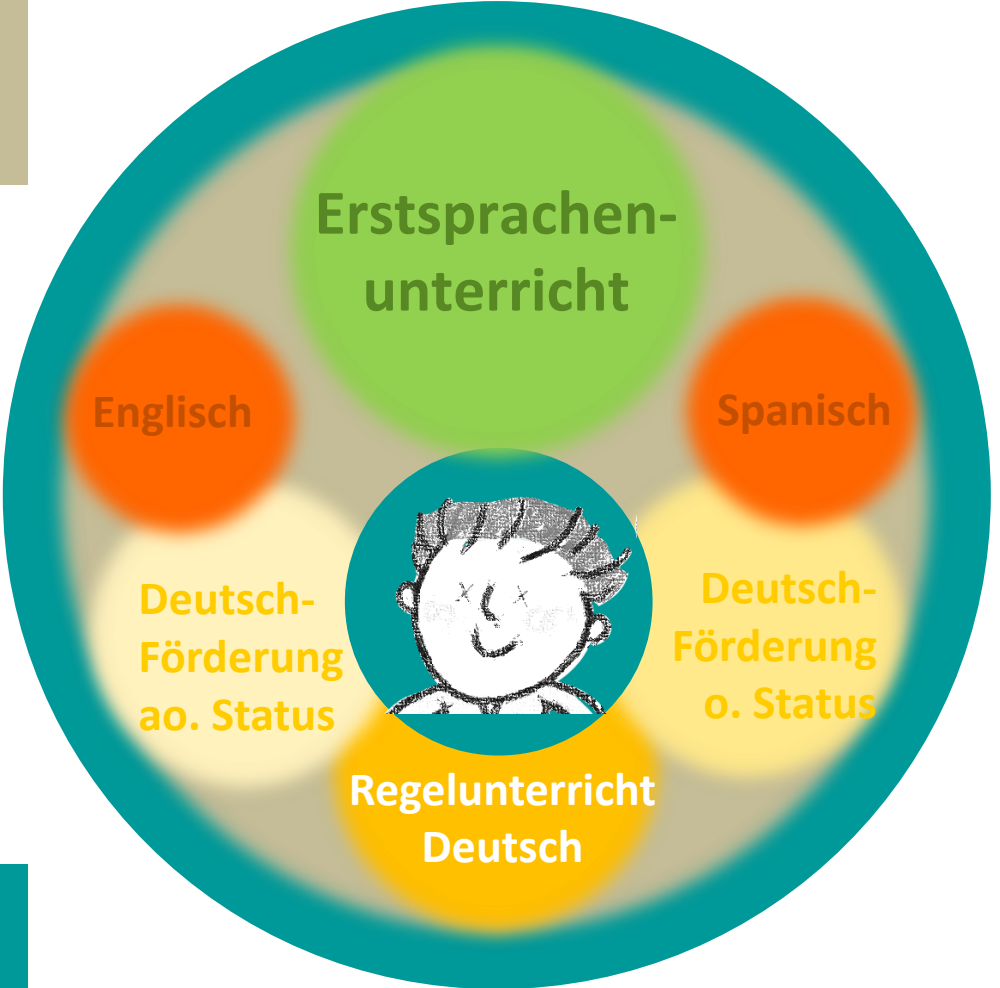 Erstsprachen-
unterricht
Englisch
Spanisch
Deutsch-
Förderung
ao. Status
Deutsch-
Förderung
o. Status
Regelunterricht
Deutsch